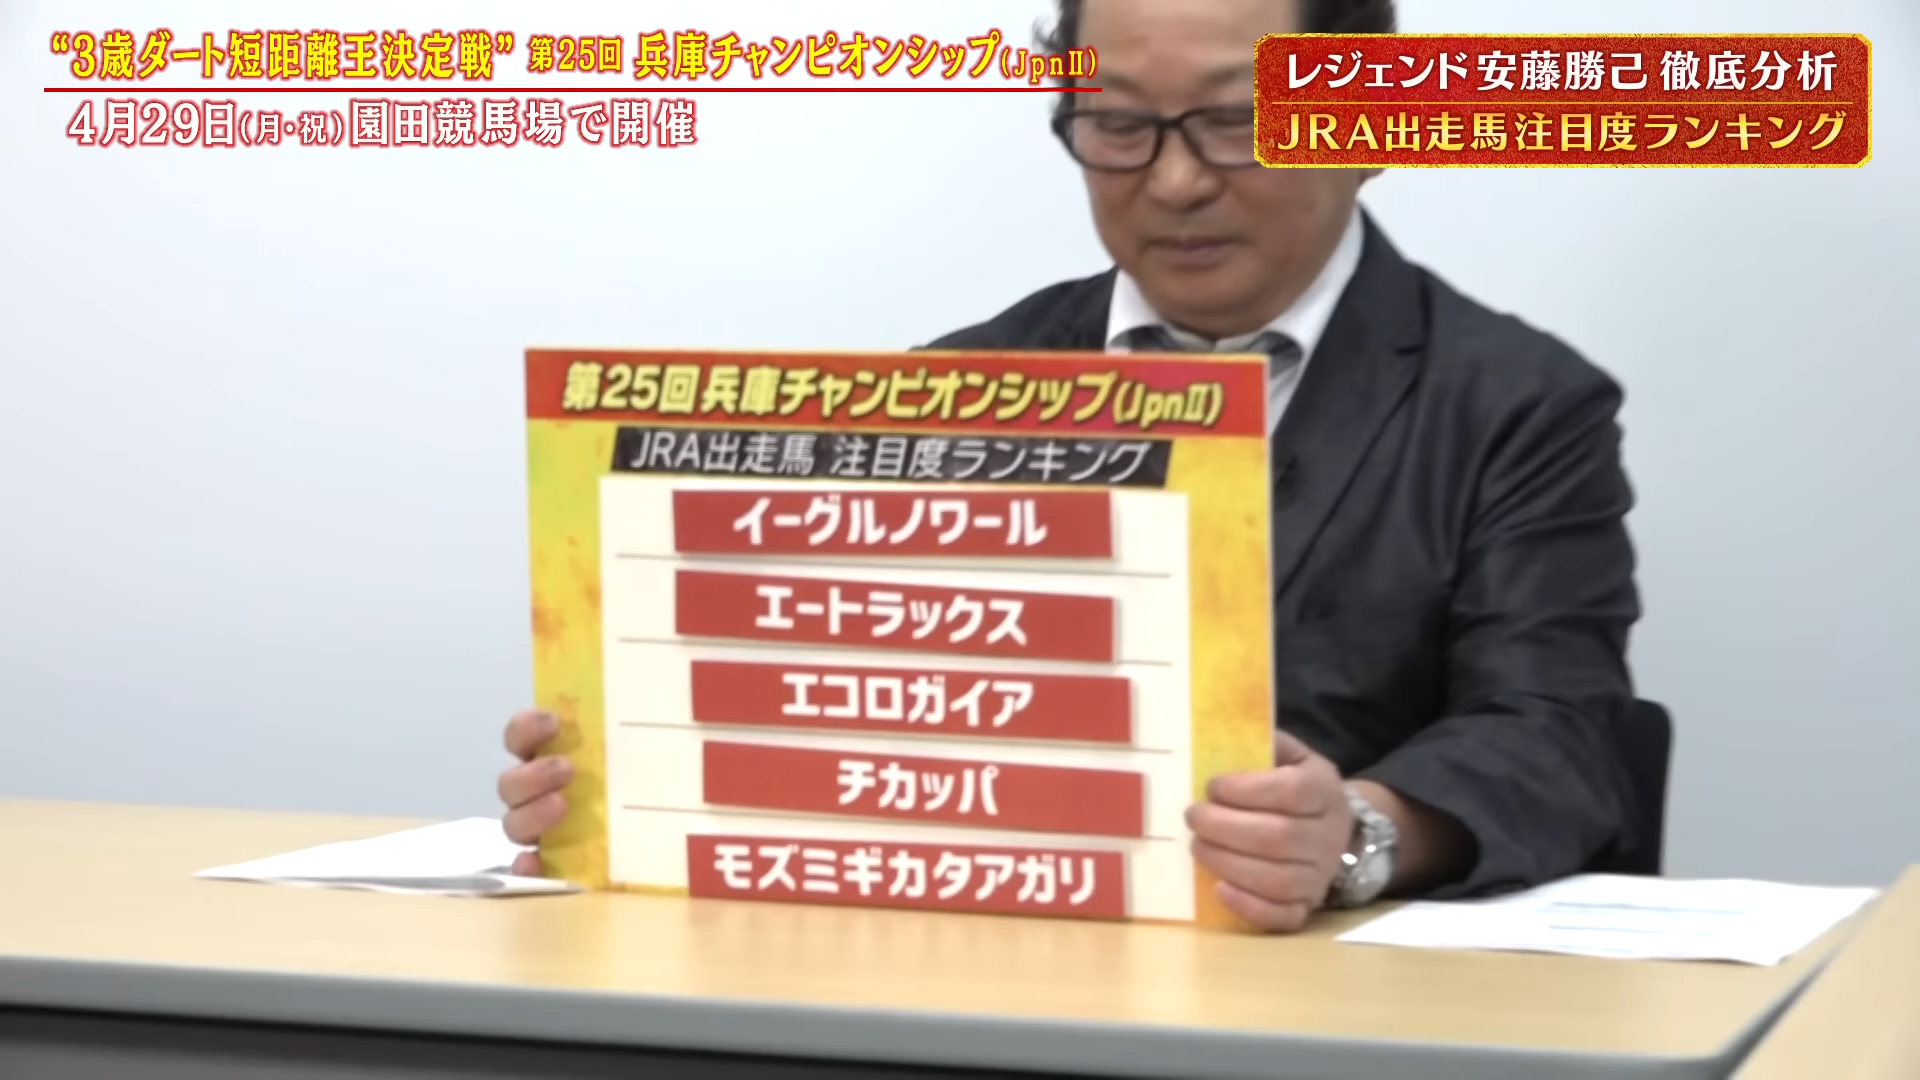 “3歳ダート短距離王決定戦” 第25回 兵庫チャンピオンシップ(JpnⅡ)
4月29日(月・祝)園田競馬場で開催
レジェンド安藤勝己 徹底分析
JRA出走馬注目度ランキング
第25回 兵庫チャンピオンシップ(JpnⅡ)
JRA出走馬 注目度ランキング
イーグルノワール
エートラックス
エコロガイア
チカッパ
モズミギカタアガリ